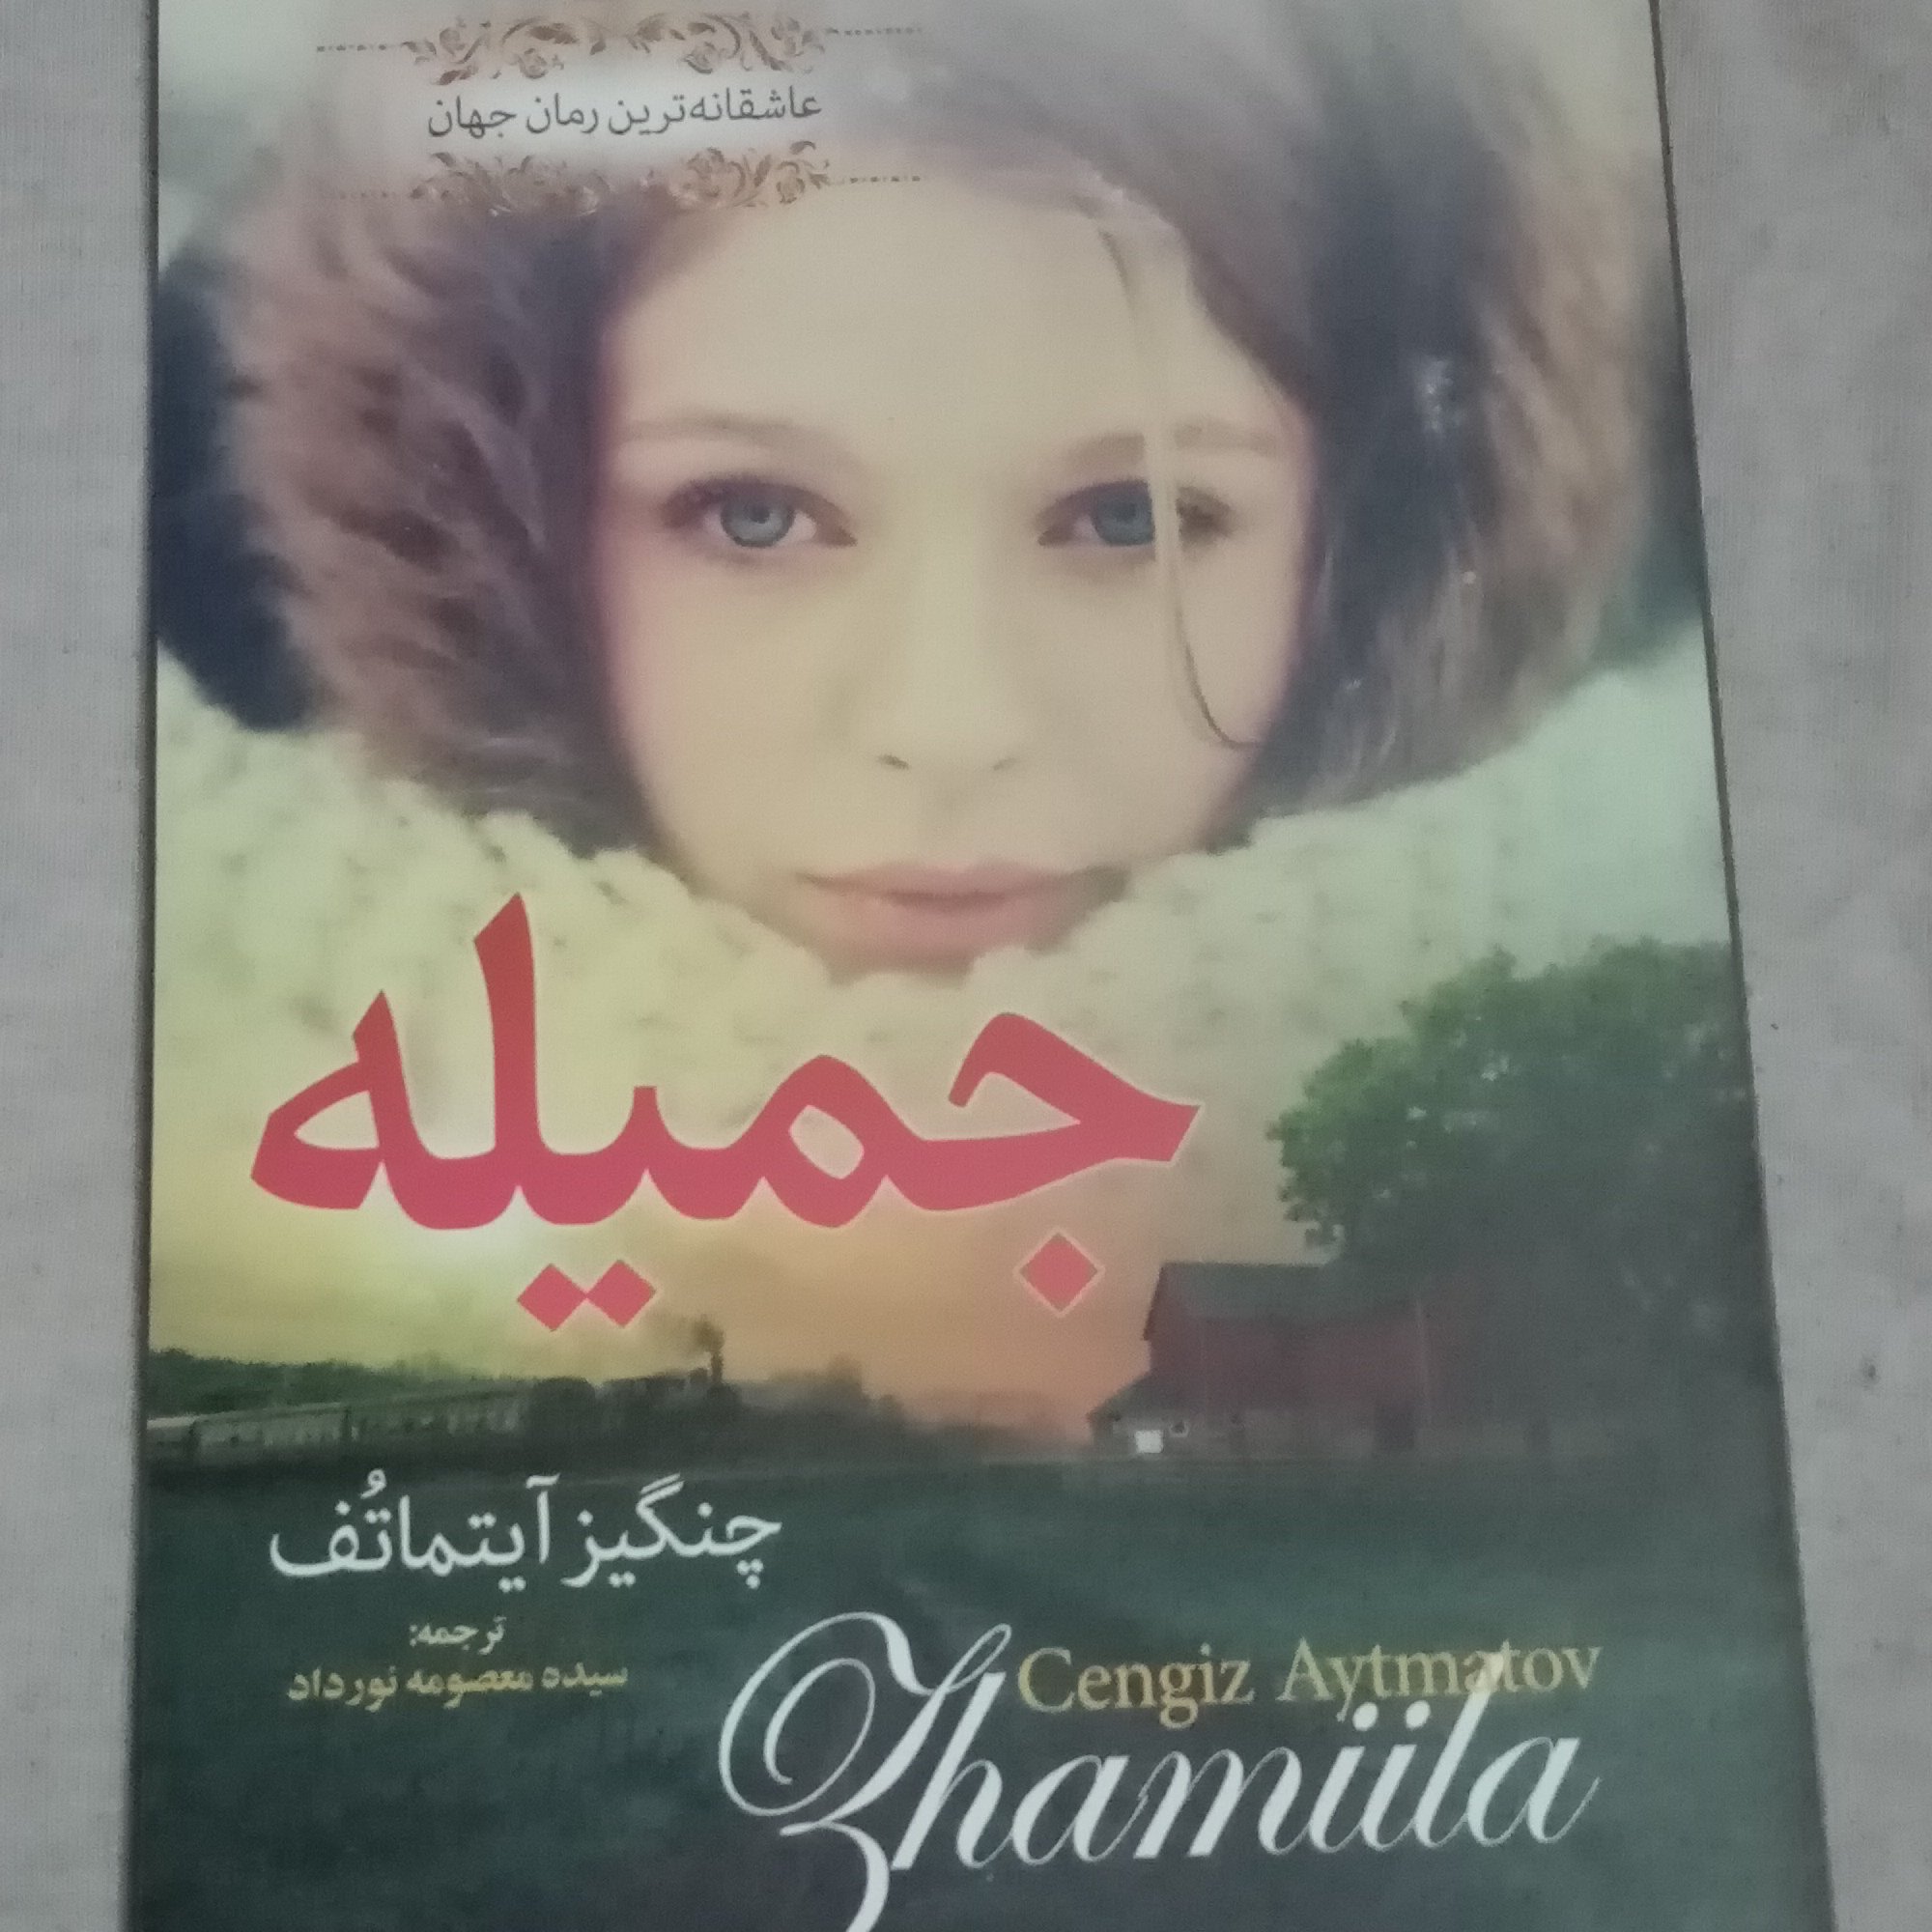 عاشقانه‌ترین رمان جهان
جمیله
چنگیز آیتماتُف
ترجمه:
سیده معصومه نورداد
Cengiz Aytmatov
Zhamiila